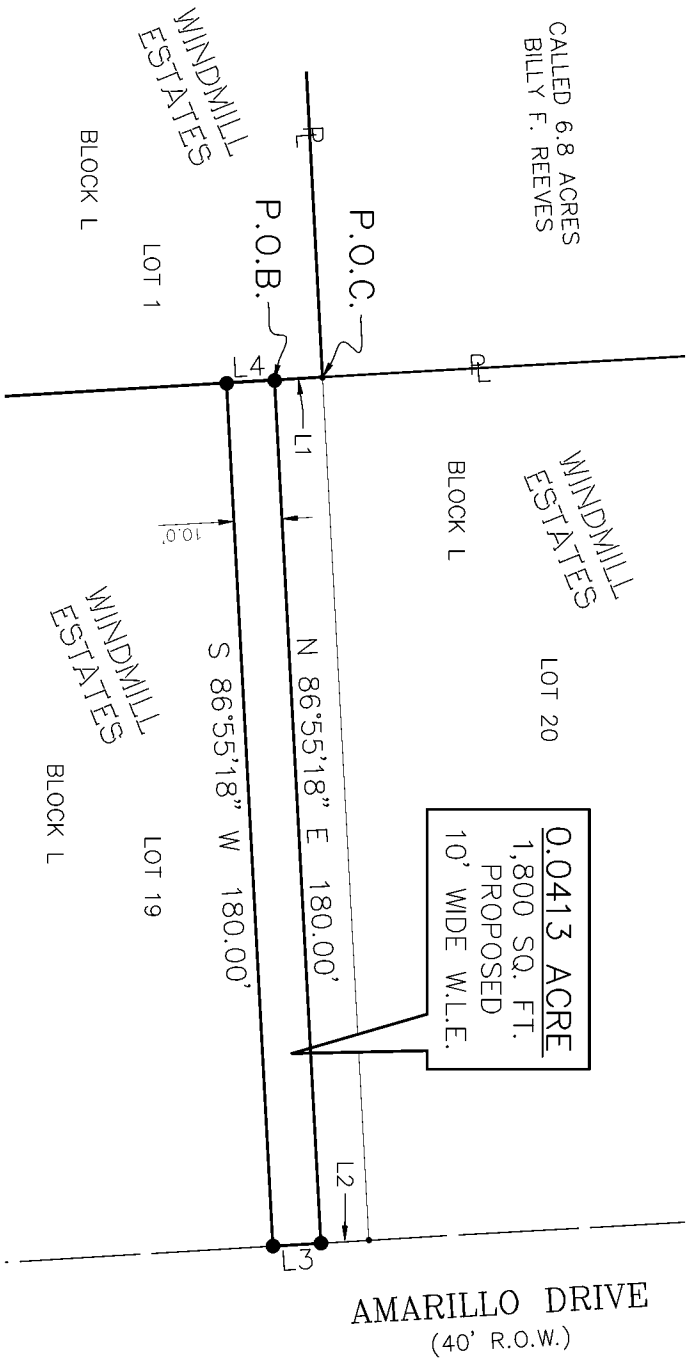 CALLED 6.8 ACRES
BILLY F. REEVES
WINDMILL
ESTATES
BLOCK L
LOT 1
PL
P.O.C.
P.O.B.
L4
L1
PL
10.0'
WINDMILL
ESTATES
BLOCK L
LOT 20
WINDMILL
ESTATES
BLOCK L
LOT 19
N 86°55'18" E 180.00'
S 86°55'18" W 180.00'
0.0413 ACRE
1,800 SQ. FT.
PROPOSED
10' WIDE W.L.E.
L2
L3
AMARILLO DRIVE
(40' R.O.W.)